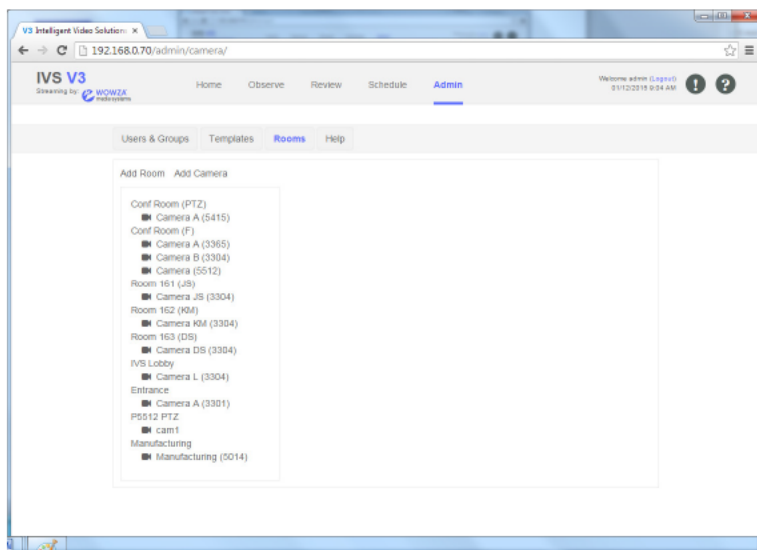 V3 Intelligent Video Solution
192.168.0.70/admin/camera/
IVS V3
Streaming by: WOWZA media systems
Home Observe Review Schedule Admin
Welcome admin (Logout)
01/12/2015 9:04 AM
Users & Groups Templates Rooms Help
Add Room Add Camera
Conf Room (PTZ)
Camera A (5415)
Conf Room (F)
Camera A (3365)
Camera B (3304)
Camera (5512)
Room 161 (JS)
Camera JS (3304)
Room 162 (KM)
Camera KM (3304)
Room 163 (DS)
Camera DS (3304)
IVS Lobby
Camera L (3304)
Entrance
Camera A (3301)
P5512 PTZ
cam1
Manufacturing
Manufacturing (5014)